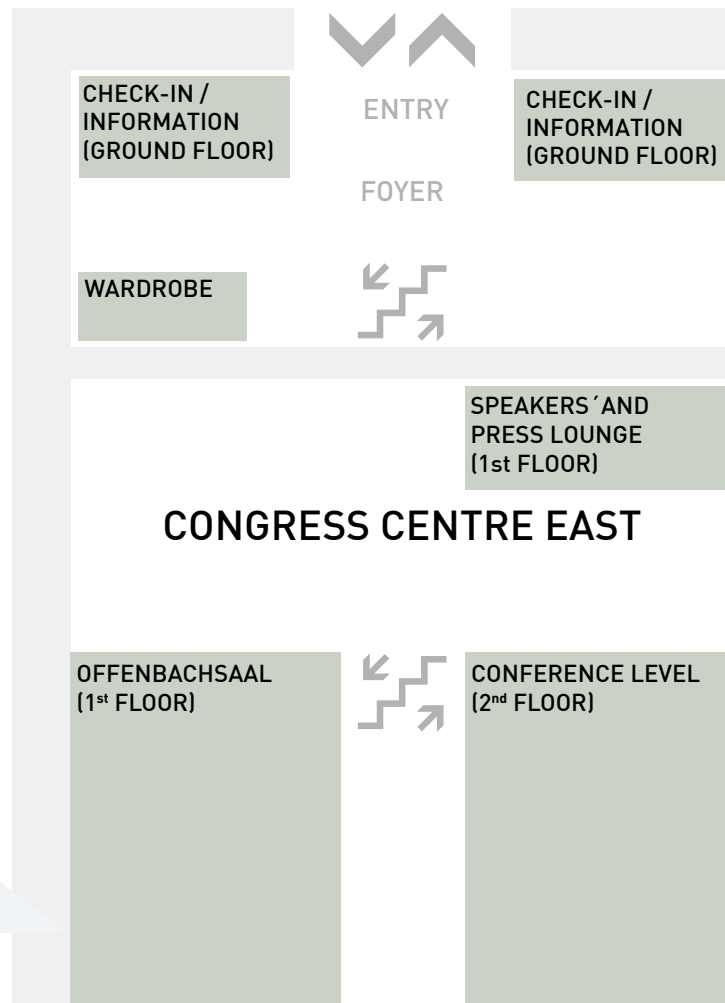 CHECK-IN /
INFORMATION
(GROUND FLOOR)
ENTRY
CHECK-IN /
INFORMATION
(GROUND FLOOR)
FOYER
WARDROBE
SPEAKERS´AND
PRESS LOUNGE
(1st FLOOR)
CONGRESS CENTRE EAST
OFFENBACHSAAL
(1st FLOOR)
CONFERENCE LEVEL
(2nd FLOOR)